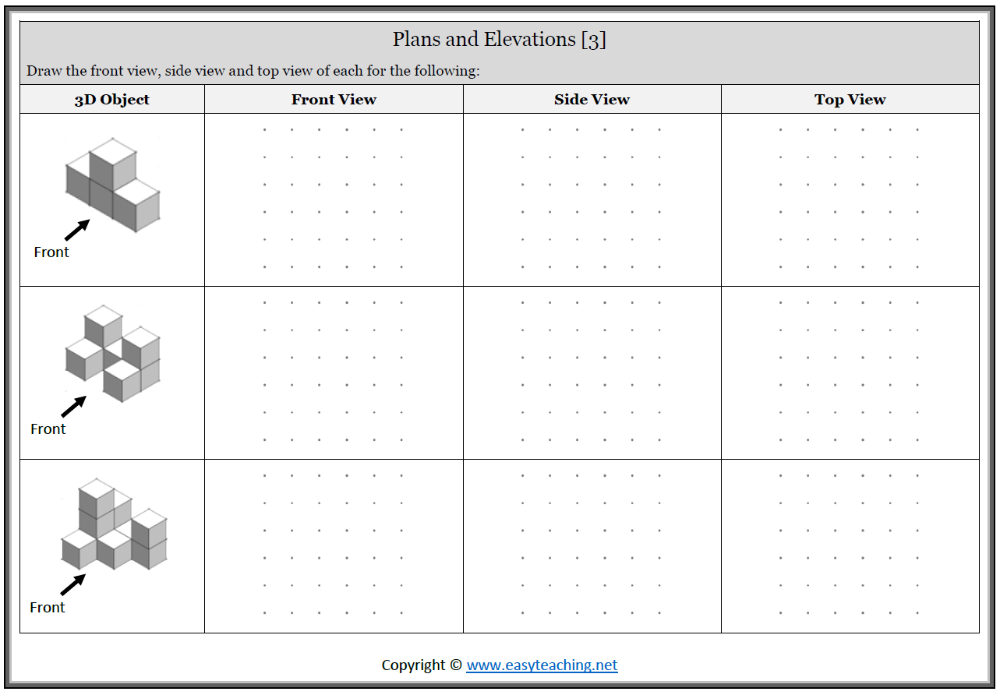 Plans and Elevations [3]
Draw the front view, side view and top view of each for the following:
3D Object Front View Side View Top View
Front
Front
Front
Copyright © www.easyteaching.net